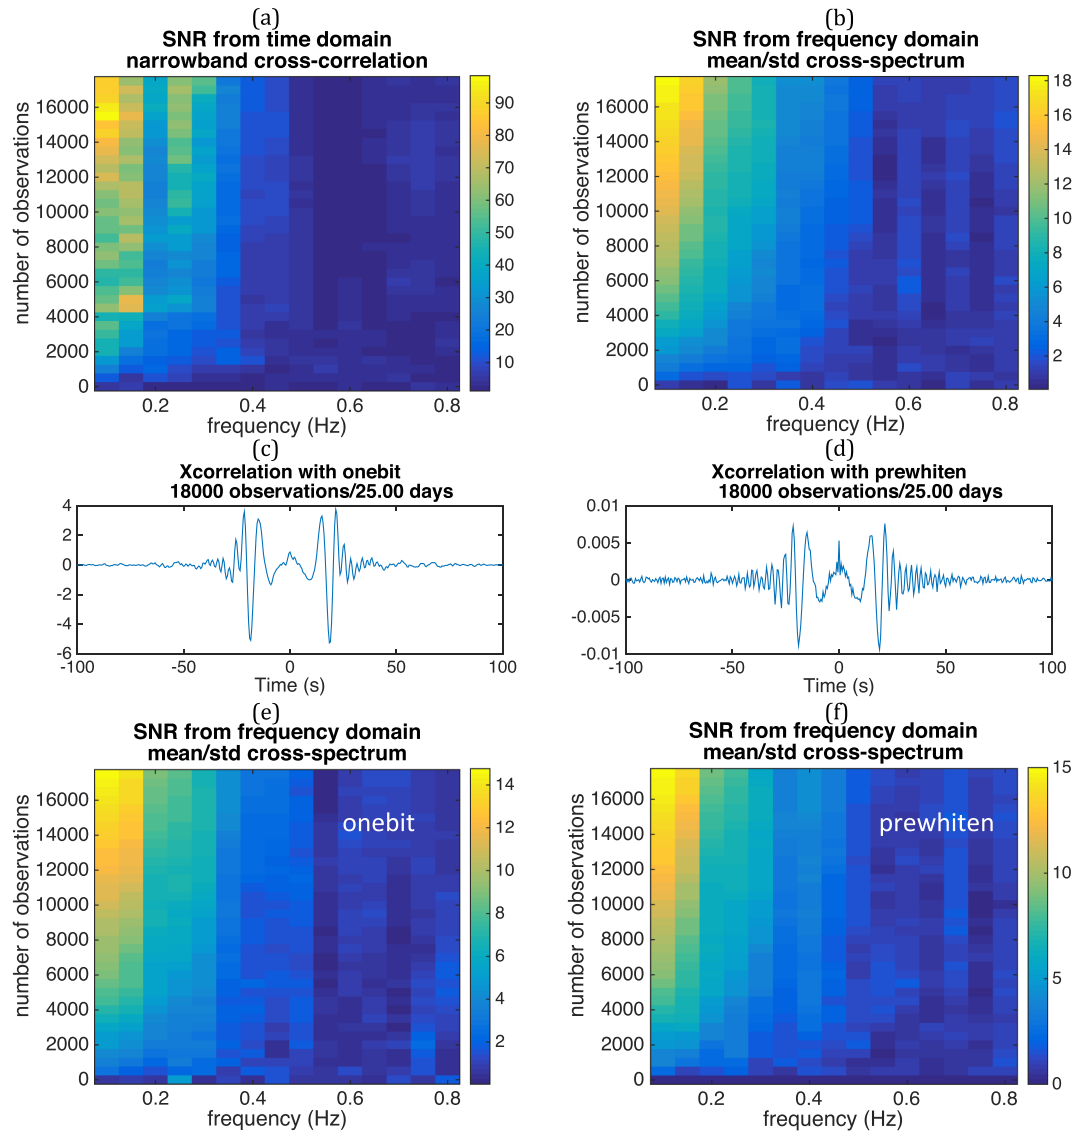 (a)
SNR from time domain
narrowband cross-correlation
16000
14000
12000
10000
8000
6000
4000
2000
0
number of observations
0.2 0.4 0.6 0.8
frequency (Hz)
90
80
70
60
50
40
30
20
10
(b)
SNR from frequency domain
mean/std cross-spectrum
16000
14000
12000
10000
8000
6000
4000
2000
0
number of observations
0.2 0.4 0.6 0.8
frequency (Hz)
18
16
14
12
10
8
6
4
2
(c)
Xcorrelation with onebit
18000 observations/25.00 days
4
2
0
-2
-4
-6
-100 -50 0 50 100
Time (s)
(d)
Xcorrelation with prewhiten
18000 observations/25.00 days
0.01
0.005
0
-0.005
-0.01
-100 -50 0 50 100
Time (s)
(e)
SNR from frequency domain
mean/std cross-spectrum
onebit
16000
14000
12000
10000
8000
6000
4000
2000
0
number of observations
0.2 0.4 0.6 0.8
frequency (Hz)
14
12
10
8
6
4
2
(f)
SNR from frequency domain
mean/std cross-spectrum
prewhiten
16000
14000
12000
10000
8000
6000
4000
2000
0
number of observations
0.2 0.4 0.6 0.8
frequency (Hz)
15
10
5
0